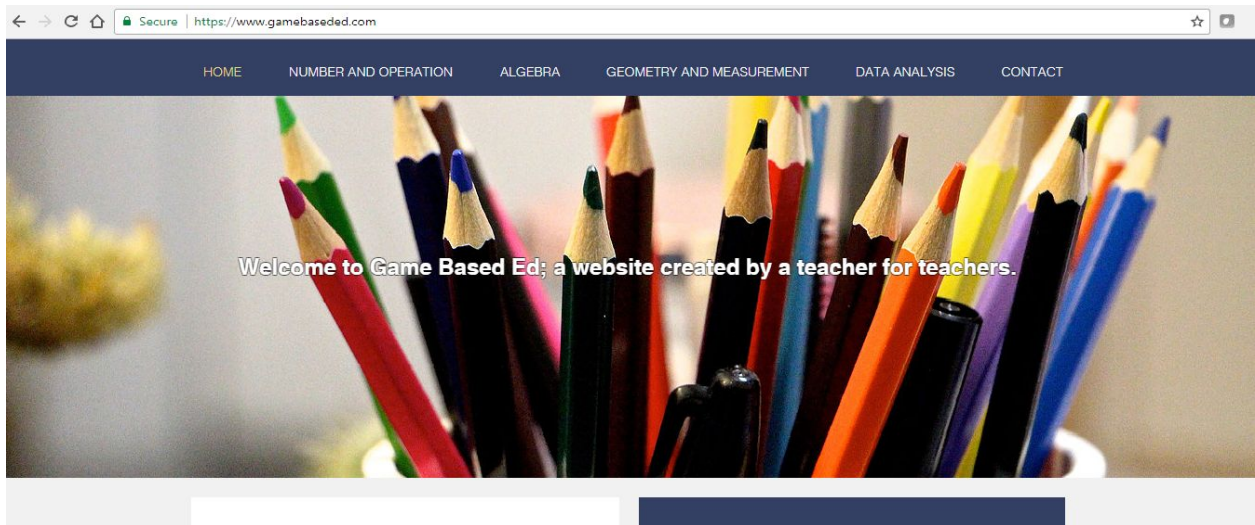 Secure | https://www.gamebaseded.com
HOME NUMBER AND OPERATION ALGEBRA GEOMETRY AND MEASUREMENT DATA ANALYSIS CONTACT
Welcome to Game Based Ed; a website created by a teacher for teachers.